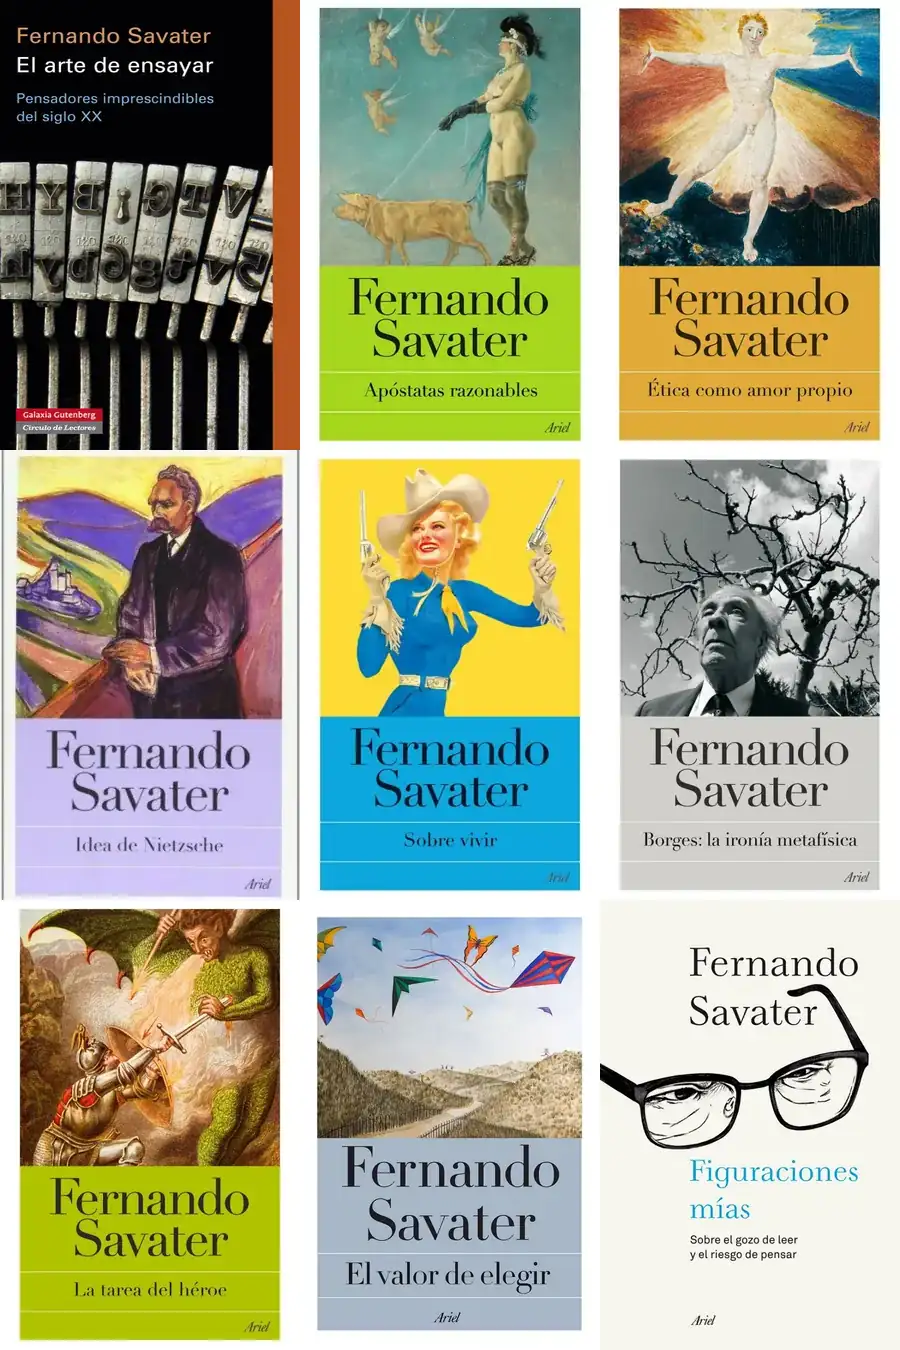 Fernando Savater
El arte de ensayar
Pensadores imprescindibles
del siglo XX
Galaxia Gutenberg
Círculo de Lectores
Fernando
Savater
Apóstatas razonables
Ariel
Fernando
Savater
Ética como amor propio
Ariel
Fernando
Savater
Idea de Nietzsche
Ariel
Fernando
Savater
Sobre vivir
Ariel
Fernando
Savater
Borges: la ironía metafísica
Ariel
Fernando
Savater
La tarea del héroe
Ariel
Fernando
Savater
El valor de elegir
Ariel
Fernando
Savater
Figuraciones
mías
Sobre el gozo de leer
y el riesgo de pensar
Ariel